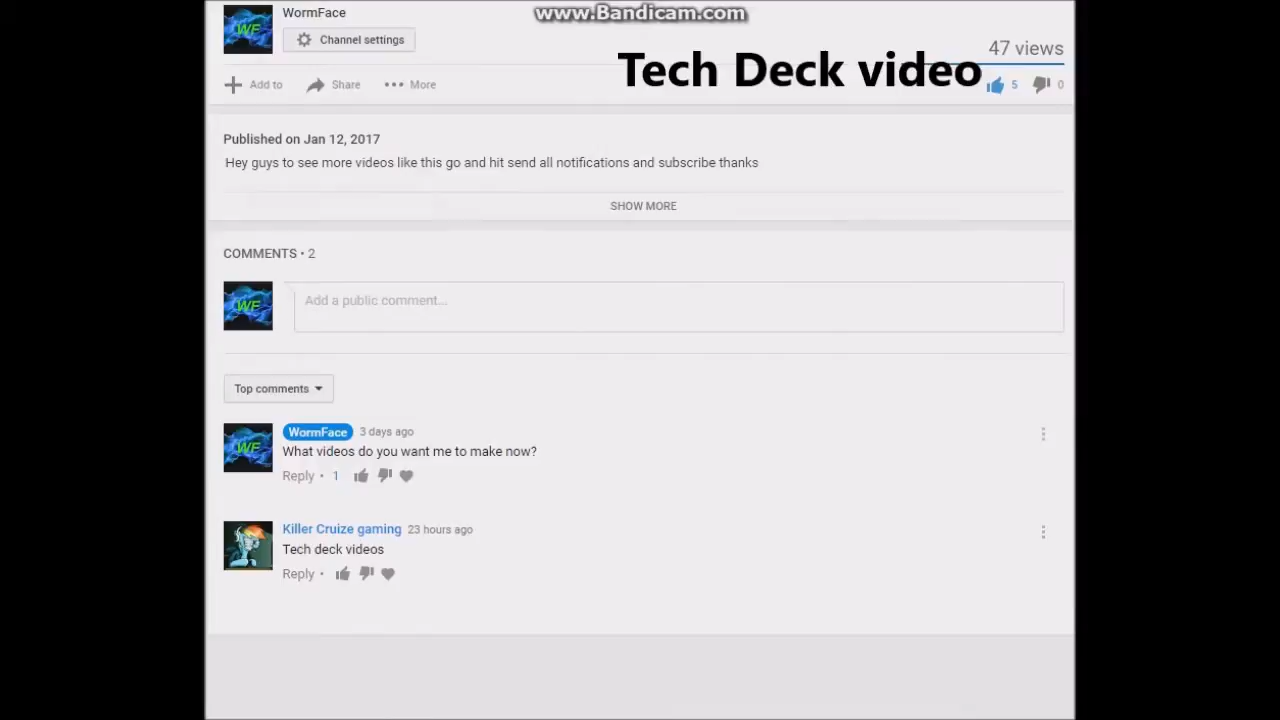 www.Bandicam.com
WF
WormFace
Channel settings
47 views
Tech Deck video
Add to
Share
More
5
0
Published on Jan 12, 2017
Hey guys to see more videos like this go and hit send all notifications and subscribe thanks
SHOW MORE
COMMENTS • 2
WF
Add a public comment...
Top comments
WF
WormFace 3 days ago
What videos do you want me to make now?
Reply • 1
Killer Cruize gaming 23 hours ago
Tech deck videos
Reply •